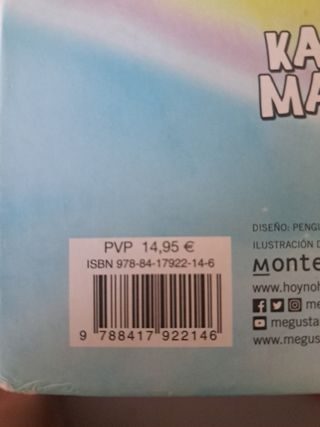 KA
MA
DISEÑO: PENGU
ILUSTRACIÓN D
Monte
www.hoynoh
me
megusta
www.megus
PVP 14,95 €
ISBN 978-84-17922-14-6
9 788417 922146